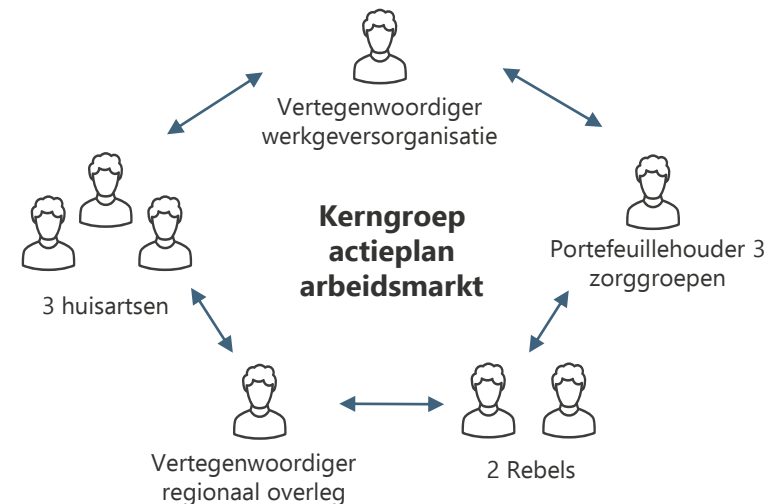 Vertegenwoordiger
werkgeversorganisatie
Kerngroep
actieplan
arbeidsmarkt
Portefeuillehouder 3
zorggroepen
3 huisartsen
Vertegenwoordiger
regionaal overleg
2 Rebels